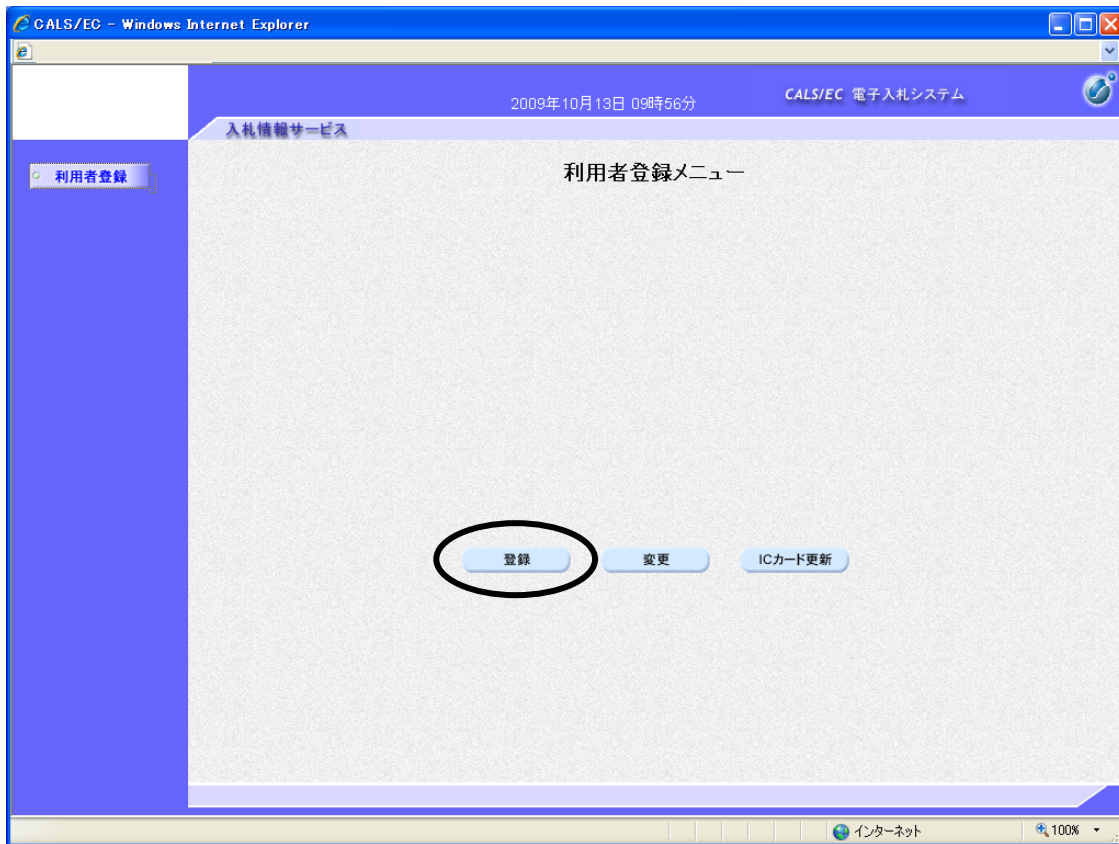 CALS/EC - Windows Internet Explorer
2009年10月13日 09時56分
CALS/EC 電子入札システム
入札情報サービス
利用者登録
利用者登録メニュー
登録
変更
ICカード更新
インターネット
100%